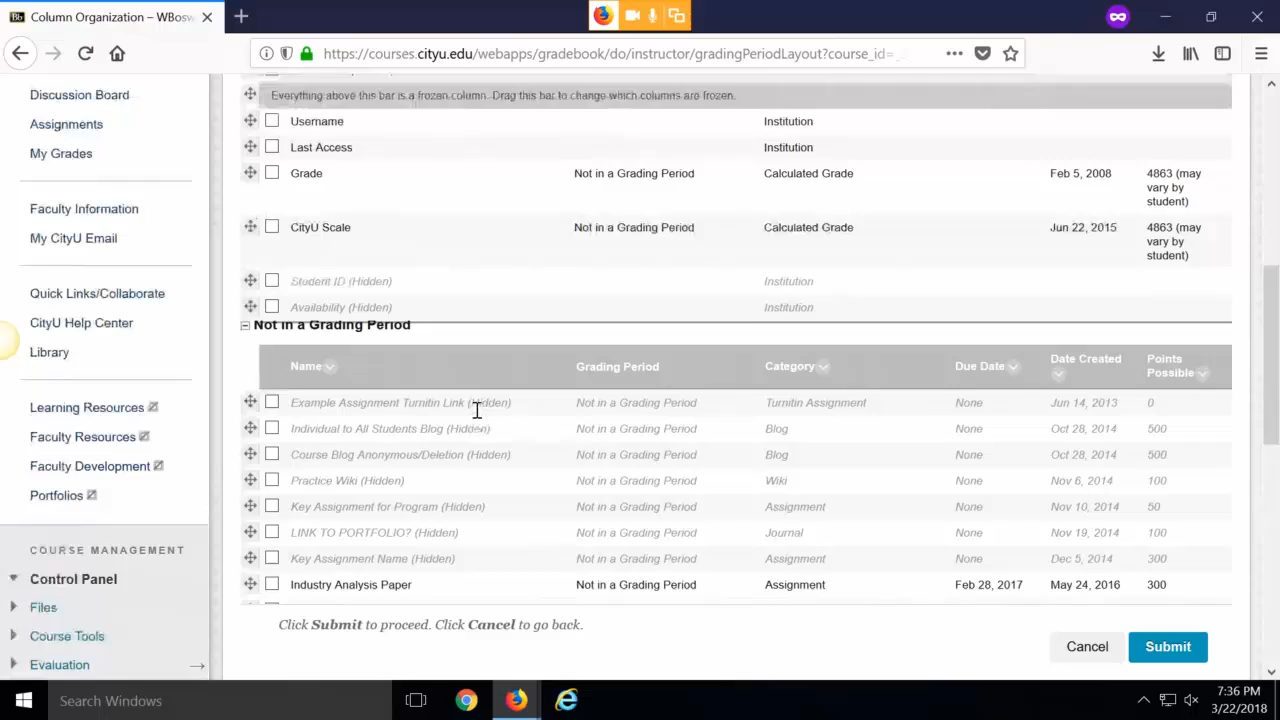 Column Organization – WBosw
https://courses.cityu.edu/webapps/gradebook/do/instructor/gradingPeriodLayout?course_id=_
Discussion Board
Assignments
My Grades
Faculty Information
My CityU Email
Quick Links/Collaborate
CityU Help Center
Library
Learning Resources
Faculty Resources
Faculty Development
Portfolios
COURSE MANAGEMENT
Control Panel
Files
Course Tools
Evaluation
Everything above this bar is a frozen column. Drag this bar to change which columns are frozen.
Username Institution
Last Access Institution
Grade Not in a Grading Period Calculated Grade Feb 5, 2008 4863 (may
vary by
student)
CityU Scale Not in a Grading Period Calculated Grade Jun 22, 2015 4863 (may
vary by
student)
Student ID (Hidden) Institution
Availability (Hidden) Institution
Not in a Grading Period
Name Grading Period Category Due Date Date Created Points
Possible
Example Assignment Turnitin Link (Hidden) Not in a Grading Period Turnitin Assignment None Jun 14, 2013 0
Individual to All Students Blog (Hidden) Not in a Grading Period Blog None Oct 28, 2014 500
Course Blog Anonymous/Deletion (Hidden) Not in a Grading Period Blog None Oct 28, 2014 500
Practice Wiki (Hidden) Not in a Grading Period Wiki None Nov 6, 2014 100
Key Assignment for Program (Hidden) Not in a Grading Period Assignment None Nov 10, 2014 50
LINK TO PORTFOLIO? (Hidden) Not in a Grading Period Journal None Nov 19, 2014 100
Key Assignment Name (Hidden) Not in a Grading Period Assignment None Dec 5, 2014 300
Industry Analysis Paper Not in a Grading Period Assignment Feb 28, 2017 May 24, 2016 300
Click Submit to proceed. Click Cancel to go back.
Cancel Submit
Search Windows
7:36 PM
3/22/2018